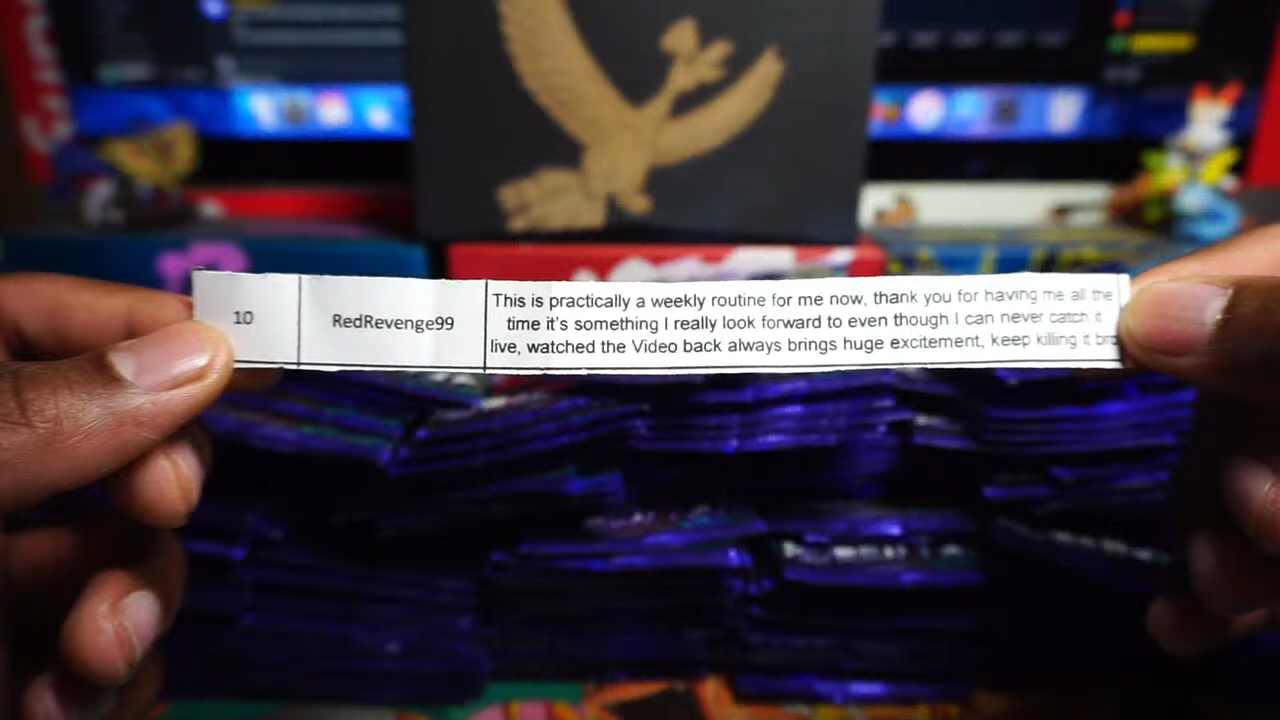 10
RedRevenge99
This is practically a weekly routine for me now, thank you for having me all the
time it's something I really look forward to even though I can never catch it
live, watched the Video back always brings huge excitement, keep killing it bro